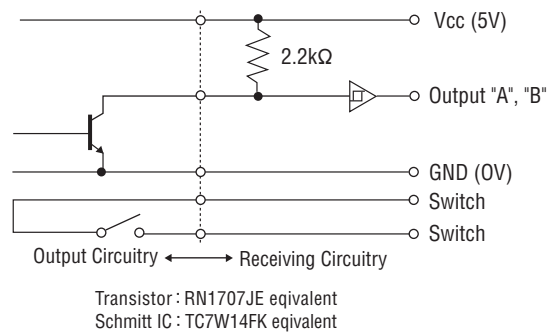 Vcc (5V)
2.2kΩ
Output "A", "B"
GND (0V)
Switch
Switch
Output Circuitry
Receiving Circuitry
Transistor : RN1707JE eqivalent
Schmitt IC : TC7W14FK eqivalent